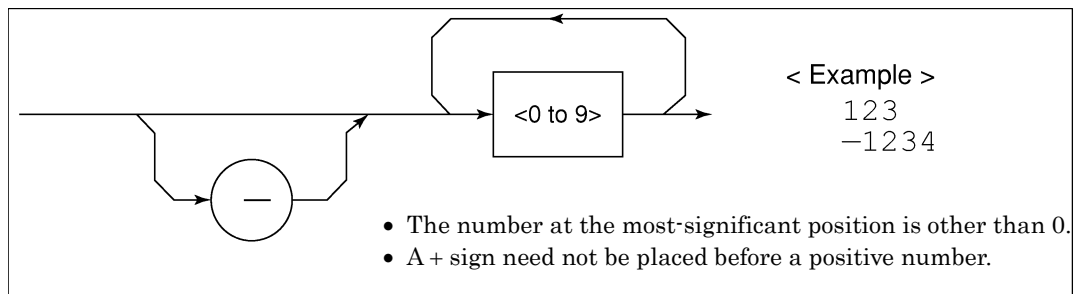 <0 to 9>
< Example >
123
−1234
−
• The number at the most-significant position is other than 0.
• A + sign need not be placed before a positive number.